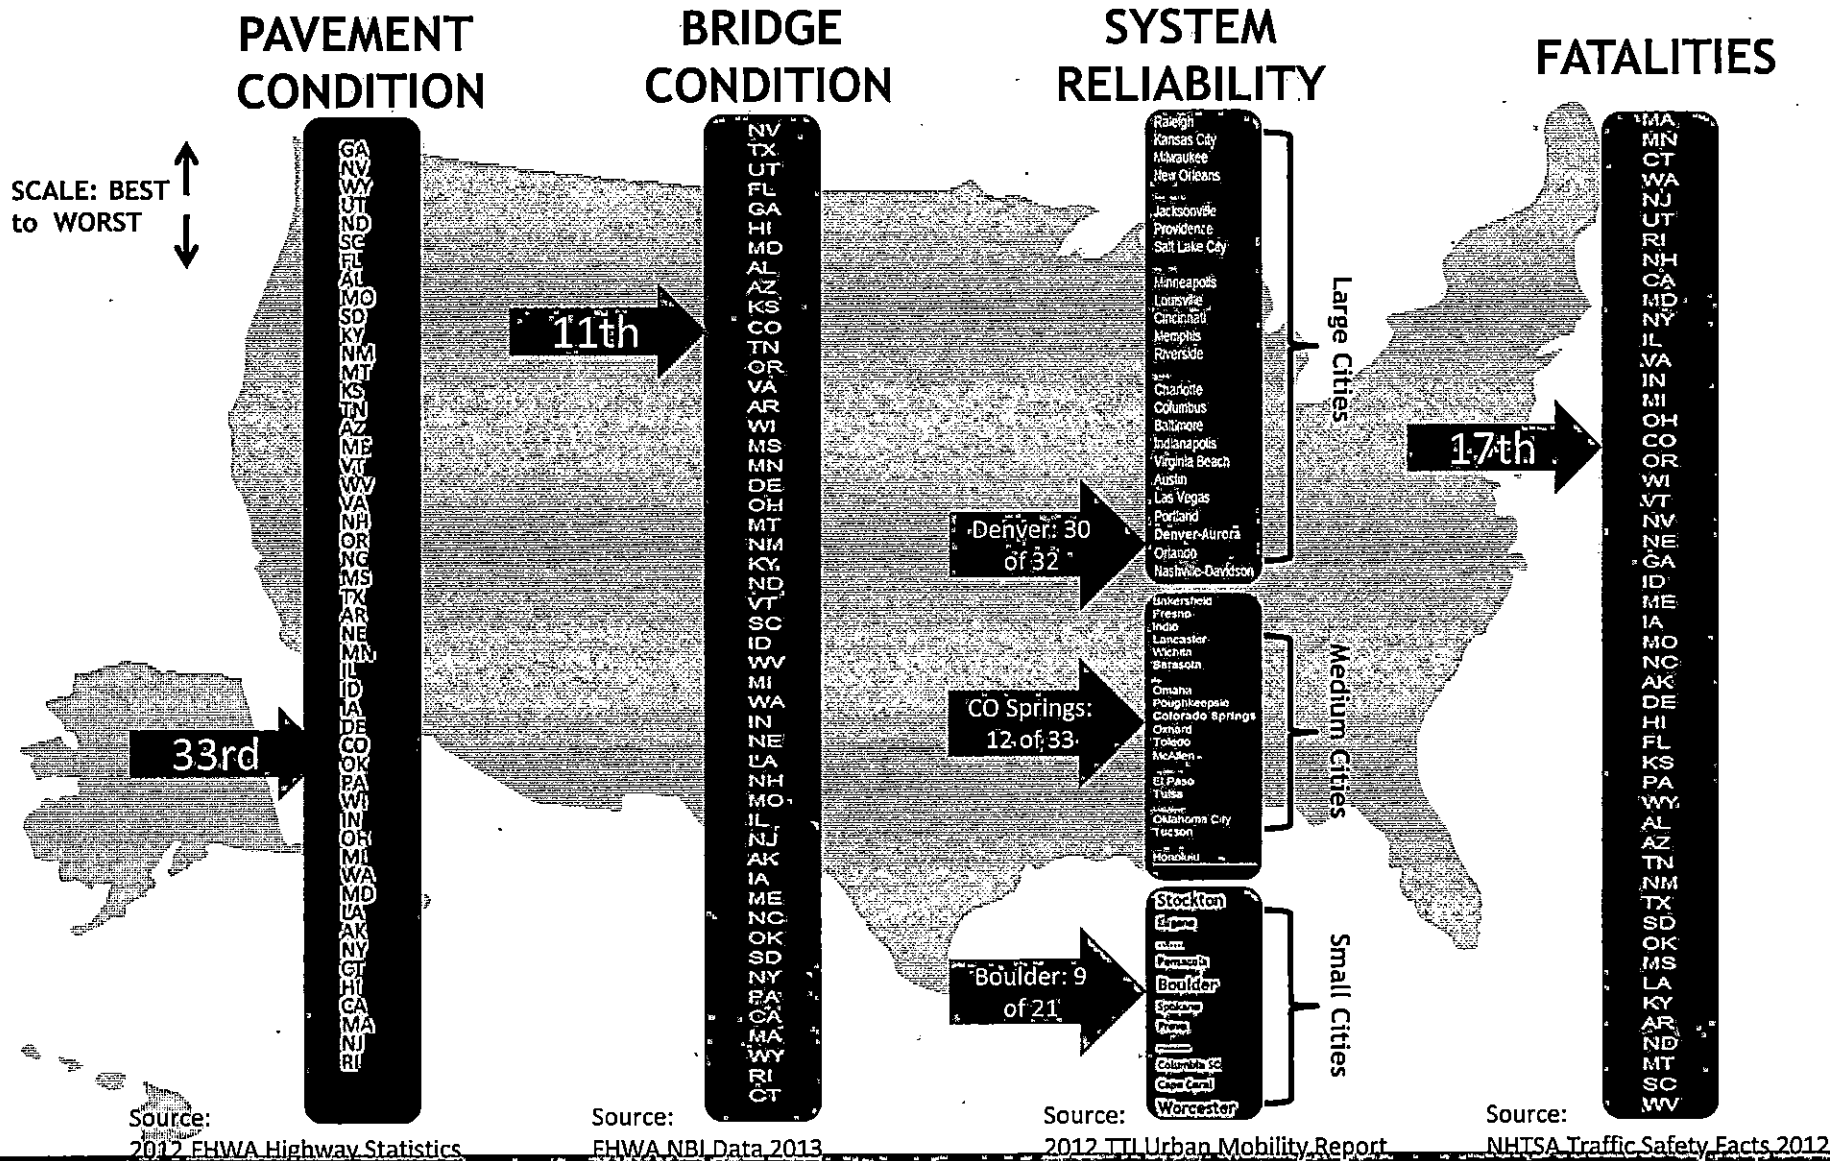 PAVEMENT
CONDITION
BRIDGE
CONDITION
SYSTEM
RELIABILITY
FATALITIES
SCALE: BEST
to WORST
GA
NV
WY
UT
ND
SC
FL
AL
MO
SD
KY
NM
MT
KS
TN
AZ
ME
VT
WV
VA
NH
OR
NC
MS
TX
AR
NE
MN
IL
ID
IA
DE
CO
OK
PA
WI
IN
OH
MI
WA
MD
LA
AK
NY
CT
HI
CA
MA
NJ
RI
33rd
Source:
2012 FHWA Highway Statistics
NV
TX
UT
FL
GA
HI
MD
AL
AZ
KS
CO
TN
OR
VA
AR
WI
MS
MN
DE
OH
MT
NM
KY
ND
VT
SC
ID
WV
MI
WA
IN
NE
LA
NH
MO
IL
NJ
AK
IA
ME
NC
OK
SD
NY
PA
CA
MA
WY
RI
CT
11th
Source:
FHWA NBI Data 2013
Raleigh
Kansas City
Milwaukee
New Orleans
Jacksonville
Providence
Salt Lake City
Minneapolis
Louisville
Cincinnati
Memphis
Riverside
Charlotte
Columbus
Baltimore
Indianapolis
Virginia Beach
Austin
Las Vegas
Portland
Denver-Aurora
Orlando
Nashville-Davidson
Large Cities
Denver: 30
of 32
Bakersfield
Fresno
Indio
Lancaster
Wichita
Sarasota
Omaha
Poughkeepsie
Colorado Springs
Oxnard
Toledo
McAllen
El Paso
Tulsa
Oklahoma City
Tucson
Honolulu
Medium Cities
CO Springs:
12 of 33
Stockton
Eugene
Pensacola
Boulder
Spokane
Provo
Columbia SC
Cape Coral
Worcester
Small Cities
Boulder: 9
of 21
Source:
2012 TTI Urban Mobility Report
MA
MN
CT
WA
NJ
UT
RI
NH
CA
MD
NY
IL
VA
IN
MI
OH
CO
OR
WI
VT
NV
NE
GA
ID
ME
IA
MO
NC
AK
DE
HI
FL
KS
PA
WY
AL
AZ
TN
NM
TX
SD
OK
MS
LA
KY
AR
ND
MT
SC
WV
17th
Source:
NHTSA Traffic Safety Facts 2012